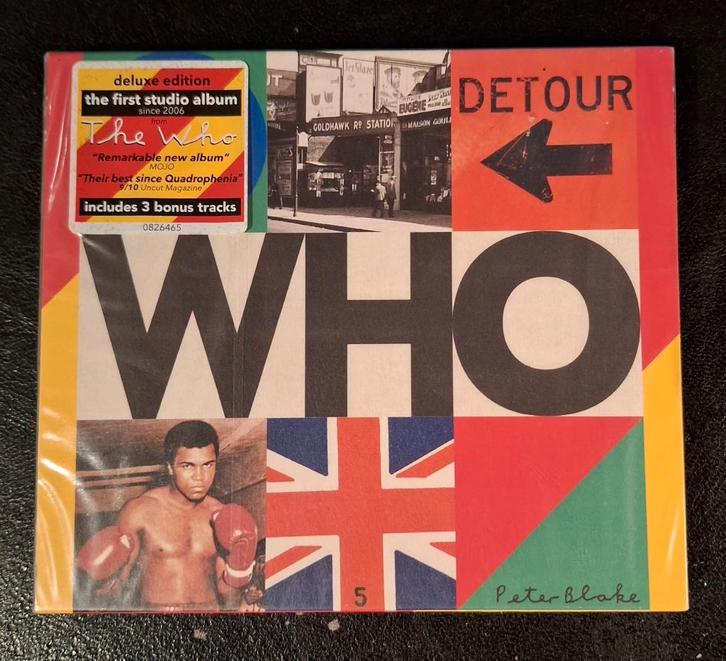 deluxe edition
the first studio album
since 2006
from
The Who
"Remarkable new album"
MOJO
"Their best since Quadrophenia"
9/10 Uncut Magazine
includes 3 bonus tracks
0826465
EUGENE
GOLDHAWK RD STATION
DETOUR
WHO
5
Peter Blake